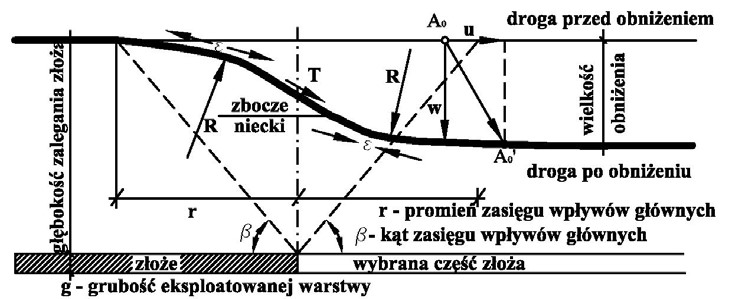 A₀
droga przed obniżeniem
u
ε
T
R
zbocze
niecki
R
w
ε
A₀'
wielkość
obniżenia
droga po obniżeniu
głębokość zalegania złoża
r
r - promień zasięgu wpływów głównych
β
β - kąt zasięgu wpływów głównych
złoże
wybrana część złoża
g - grubość eksploatowanej warstwy